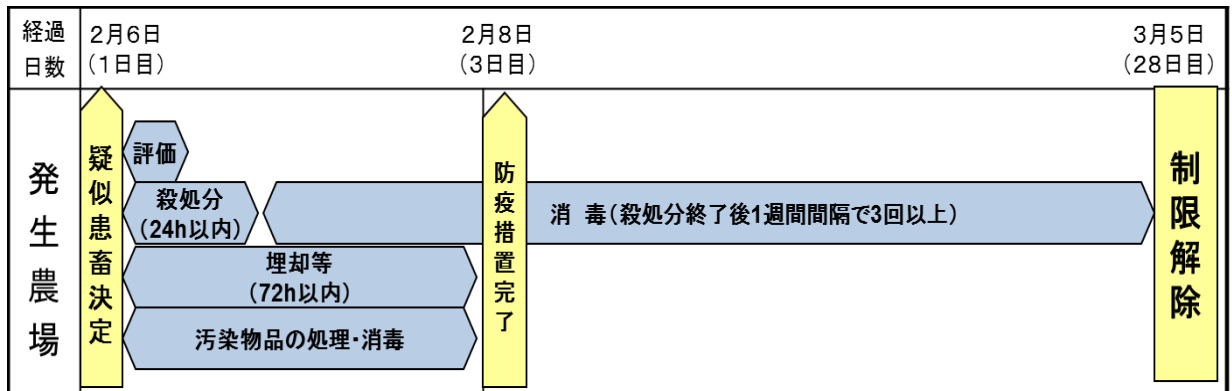 経過
日数
2月6日
(1日目)
2月8日
(3日目)
3月5日
(28日目)
発生農場
疑似患畜決定
評価
殺処分
(24h以内)
消 毒(殺処分終了後1週間間隔で3回以上)
埋却等
(72h以内)
汚染物品の処理・消毒
防疫措置完了
制限解除